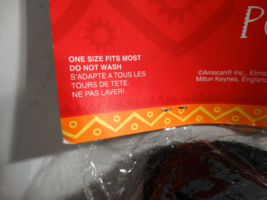 ONE SIZE FITS MOST
DO NOT WASH
S'ADAPTE A TOUS LES
TOURS DE TETE.
NE PAS LAVER!
P
©Amscan® Inc., Elms
Milton Keynes, England